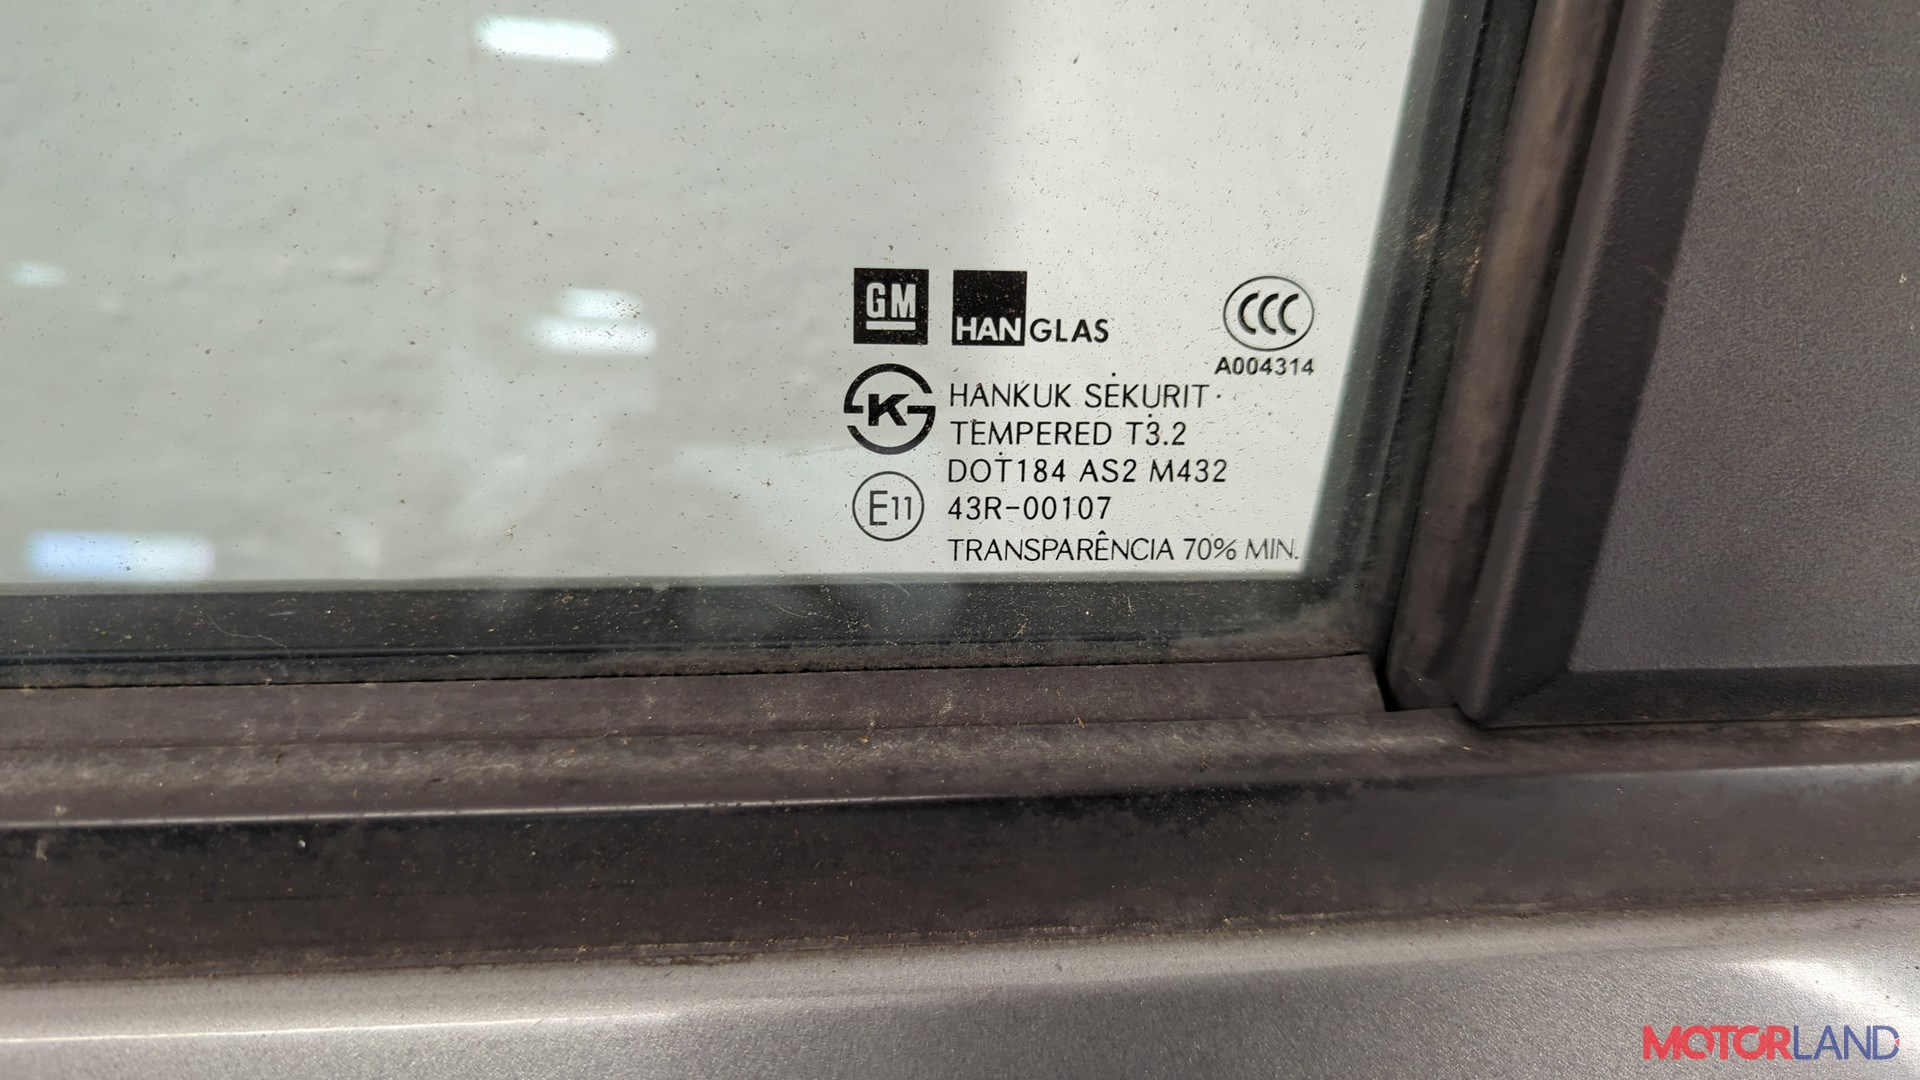 GM HANGLAS CCC
A004314
K HANKUK SEKURIT
TEMPERED T3.2
DOT184 AS2 M432
E11 43R-00107
TRANSPARÊNCIA 70% MIN.
MOTORLAND